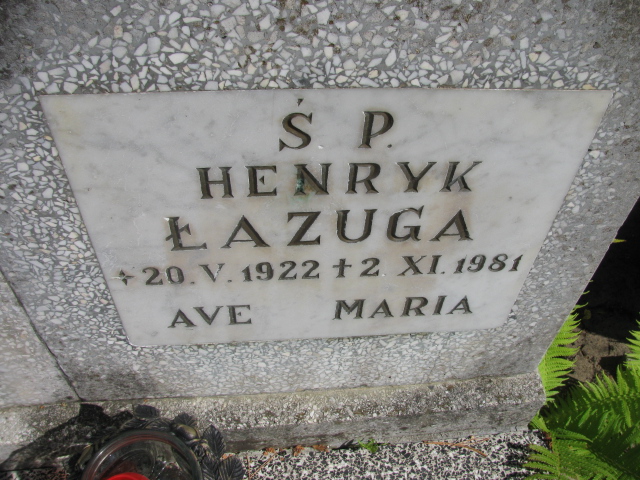 Ś P.
HENRYK
ŁAZUGA
+20.V.1922 †2 XI.1981
AVE MARIA